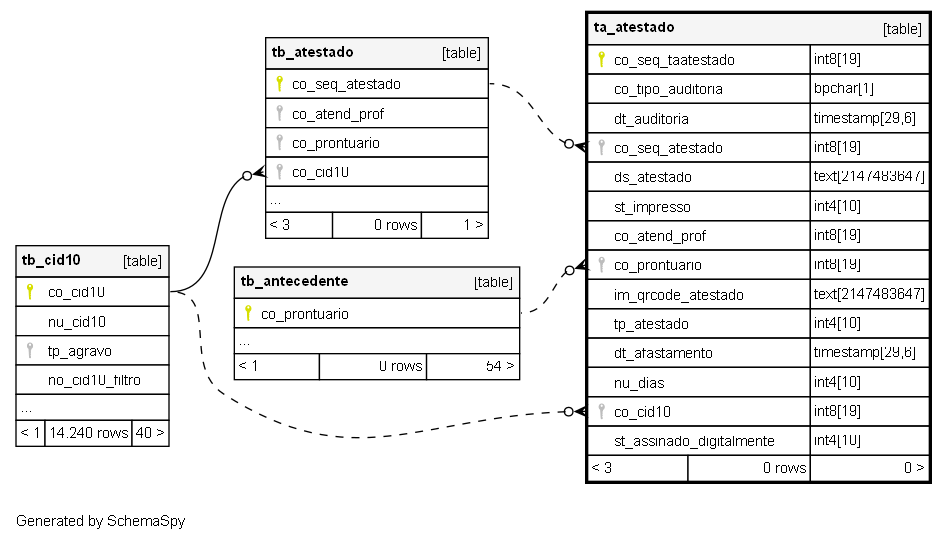 ta_atestado [table]
co_seq_taatestado int8[19]
co_tipo_auditoria bpchar[1]
dt_auditoria timestamp[29,6]
co_seq_atestado int8[19]
ds_atestado text[2147483647]
st_impresso int4[10]
co_atend_prof int8[19]
co_prontuario int8[19]
im_qrcode_atestado text[2147483647]
tp_atestado int4[10]
dt_afastamento timestamp[29,6]
nu_dias int4[10]
co_cid10 int8[19]
st_assinado_digitalmente int4[10]
< 3 0 rows 0 >
tb_atestado [table]
co_seq_atestado
co_atend_prof
co_prontuario
co_cid10
...
< 3 0 rows 1 >
tb_cid10 [table]
co_cid10
nu_cid10
tp_agravo
no_cid10_filtro
...
< 1 14.240 rows 40 >
tb_antecedente [table]
co_prontuario
...
< 1 0 rows 54 >
Generated by SchemaSpy